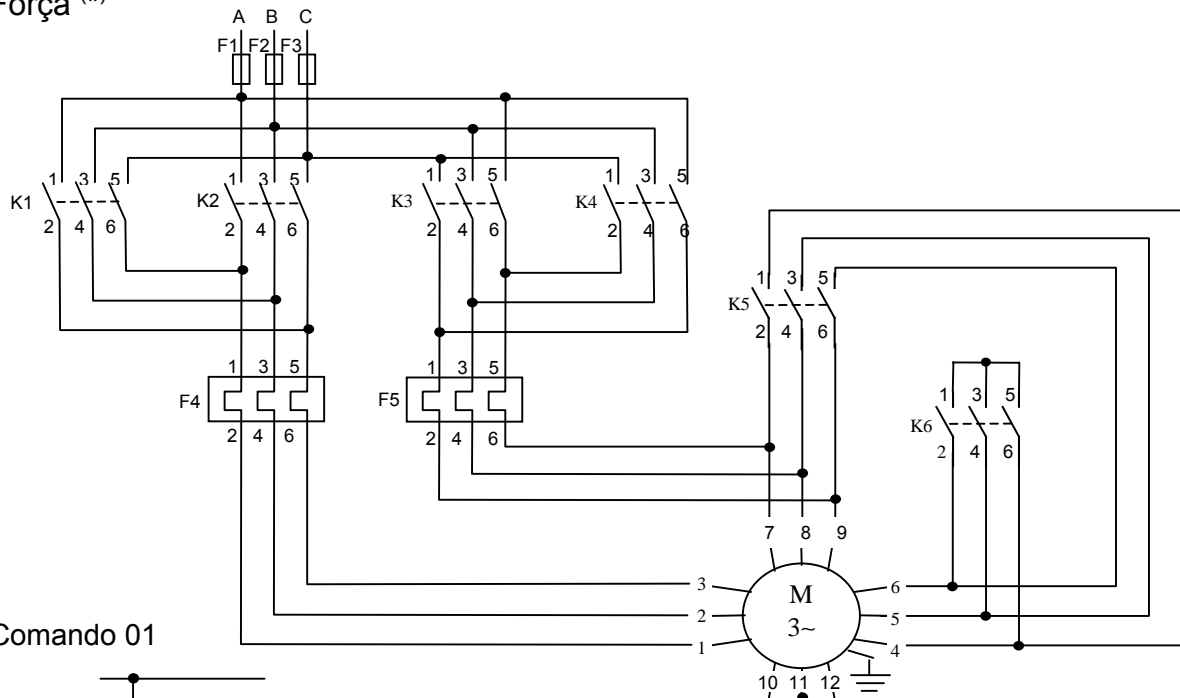 Força
A B C
F1 F2 F3
1 3 5 1 3 5 1 3 5 1 3 5
K1 K2 K3 K4
2 4 6 2 4 6 2 4 6 2 4 6
1 3 5
K5
2 4 6
1 3 5 1 3 5
F4 F5
2 4 6 2 4 6
1 3 5
K6
2 4 6
7 8 9
3 M 6
2 3~ 5
1 4
10 11 12
Comando 01